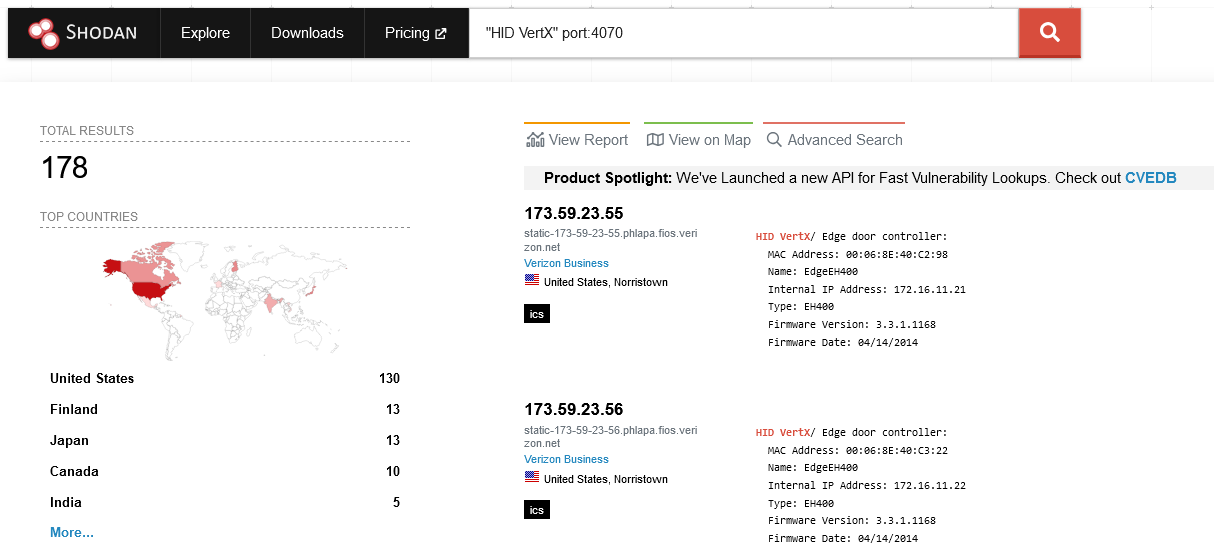 SHODAN Explore Downloads Pricing "HID VertX" port:4070
TOTAL RESULTS
178
TOP COUNTRIES
United States 130
Finland 13
Japan 13
Canada 10
India 5
More...
View Report View on Map Advanced Search
Product Spotlight: We've Launched a new API for Fast Vulnerability Lookups. Check out CVEDB
173.59.23.55
static-173-59-23-55.phlapa.fios.veri
zon.net
Verizon Business
United States, Norristown
ics
HID VertX/ Edge door controller:
MAC Address: 00:06:8E:40:C2:98
Name: EdgeEH400
Internal IP Address: 172.16.11.21
Type: EH400
Firmware Version: 3.3.1.1168
Firmware Date: 04/14/2014
173.59.23.56
static-173-59-23-56.phlapa.fios.veri
zon.net
Verizon Business
United States, Norristown
ics
HID VertX/ Edge door controller:
MAC Address: 00:06:8E:40:C3:22
Name: EdgeEH400
Internal IP Address: 172.16.11.22
Type: EH400
Firmware Version: 3.3.1.1168
Firmware Date: 04/14/2014